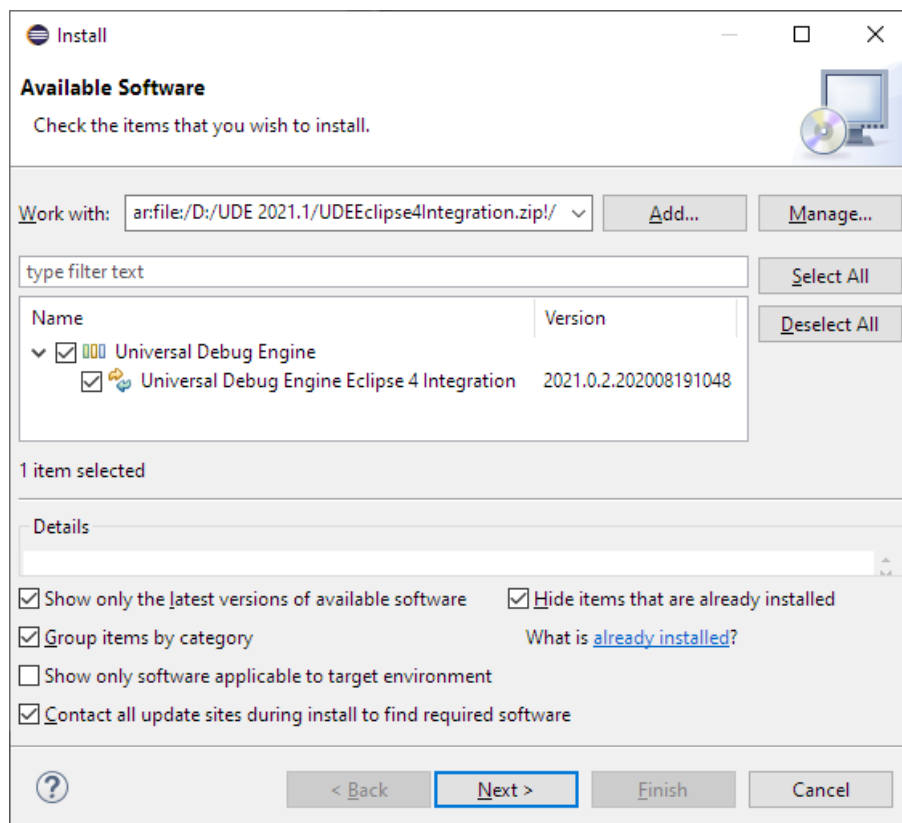 Install
Available Software
Check the items that you wish to install.
Work with: ar:file:/D:/UDE 2021.1/UDEEclipse4Integration.zip!/ Add... Manage...
type filter text Select All
Name Version Deselect All
Universal Debug Engine
Universal Debug Engine Eclipse 4 Integration 2021.0.2.202008191048
1 item selected
Details
Show only the latest versions of available software Hide items that are already installed
Group items by category What is already installed?
Show only software applicable to target environment
Contact all update sites during install to find required software
? < Back Next > Finish Cancel